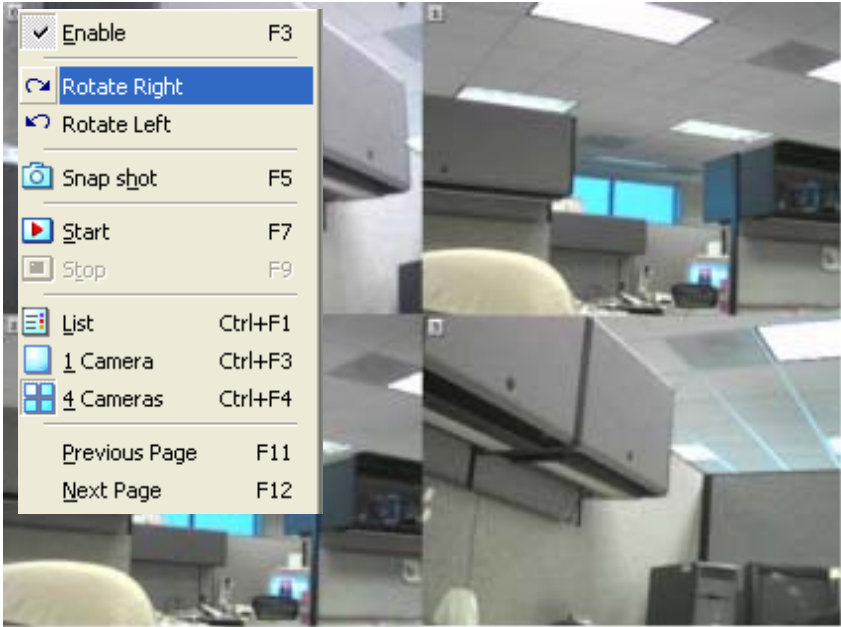 Enable F3
Rotate Right
Rotate Left
Snap shot F5
Start F7
Stop F9
List Ctrl+F1
1 Camera Ctrl+F3
4 Cameras Ctrl+F4
Previous Page F11
Next Page F12